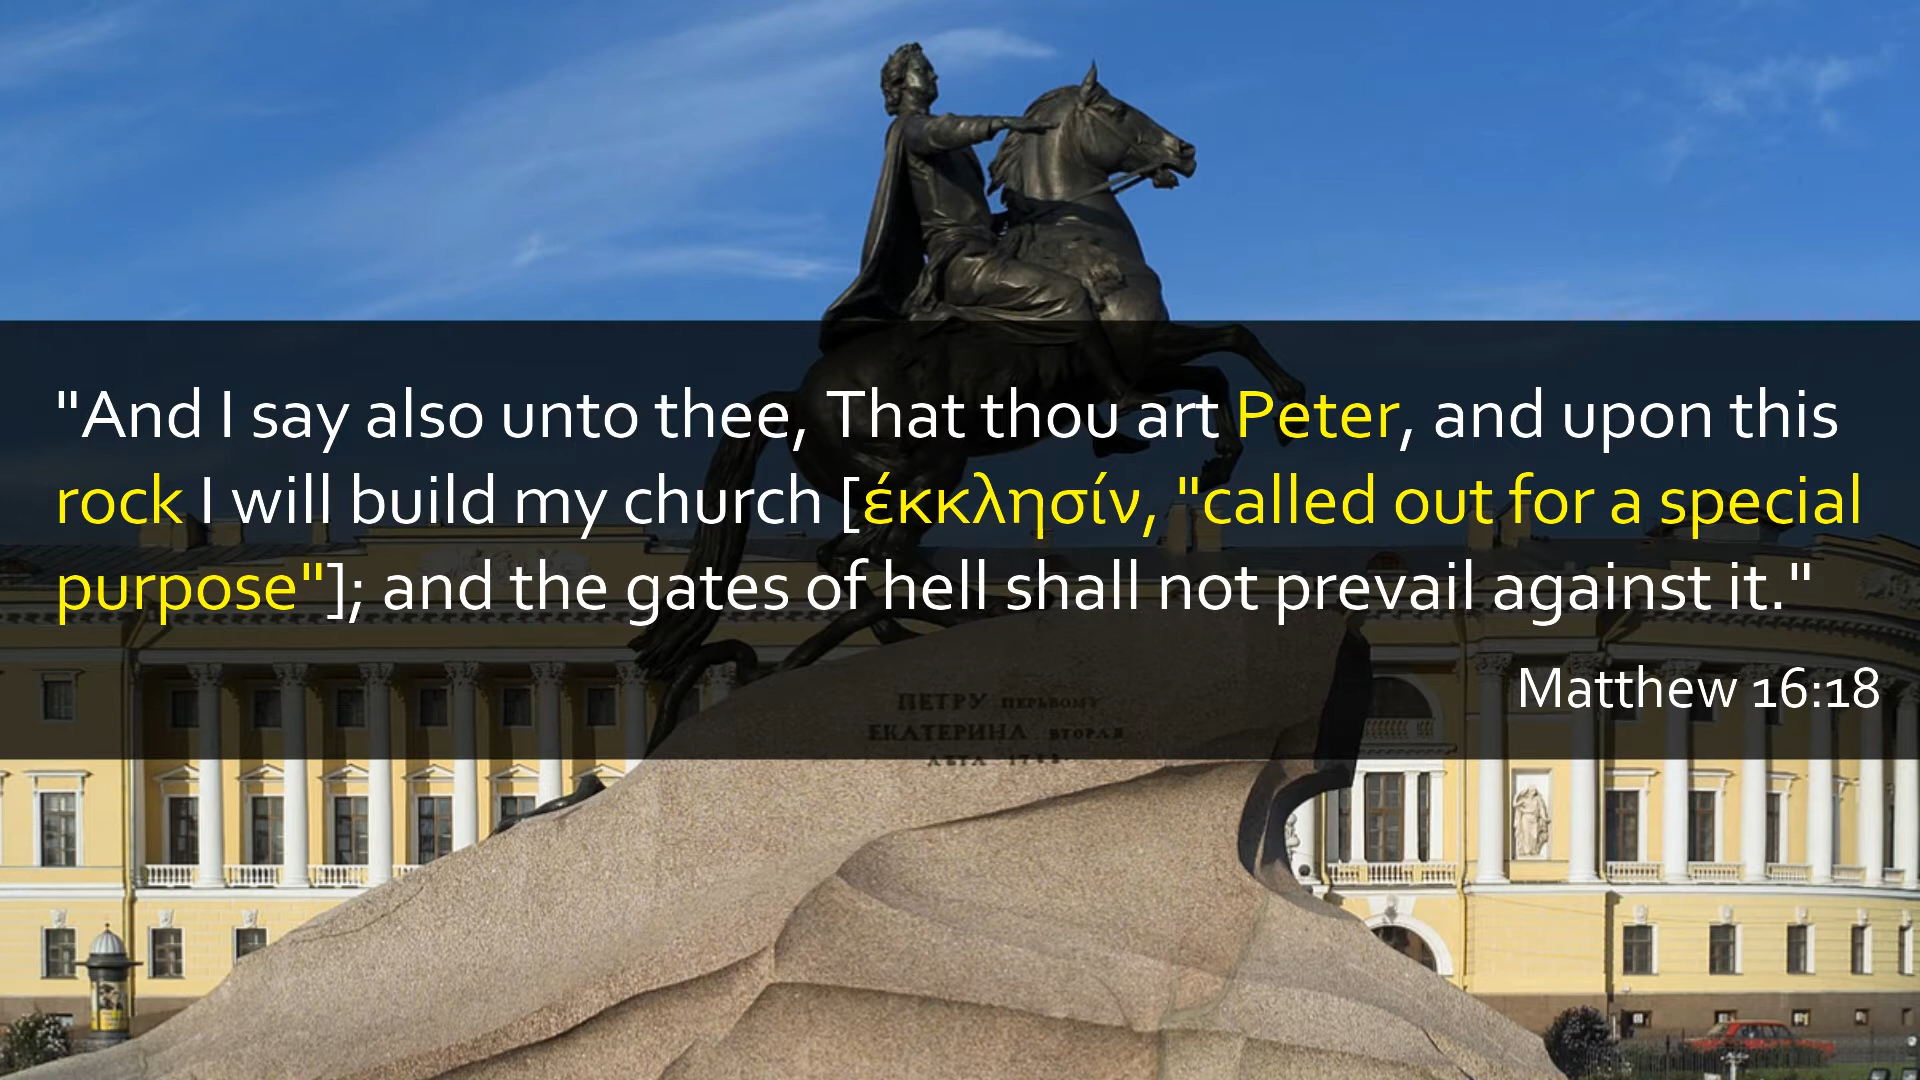 "And I say also unto thee, That thou art Peter, and upon this
rock I will build my church [έκκλησίν, "called out for a special
purpose"]; and the gates of hell shall not prevail against it."
Matthew 16:18
ПЕТРУ ПЕРЬВОМУ
ЕКАТЕРИНА ВТОРАЯ